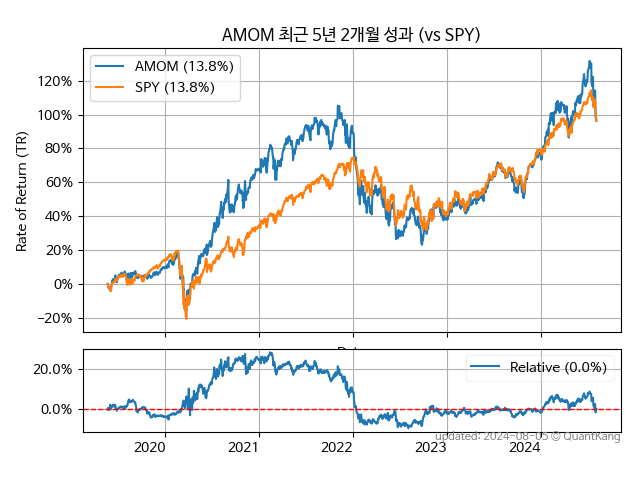 AMOM 최근 5년 2개월 성과 (vs SPY)
AMOM (13.8%)
SPY (13.8%)
Rate of Return (TR)
120%
100%
80%
60%
40%
20%
0%
−20%
Relative (0.0%)
20.0%
0.0%
2020 2021 2022 2023 2024
updated: 2024-08-05 © QuantKang